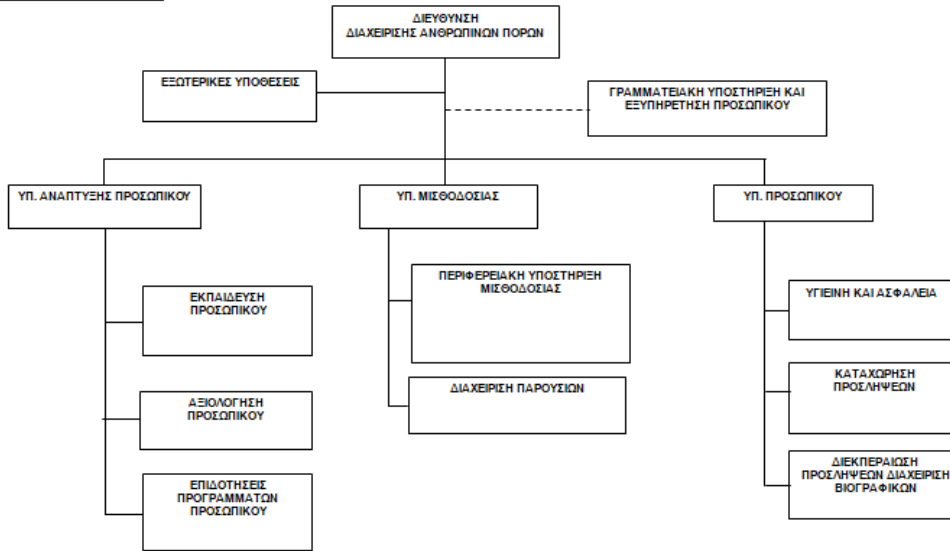 ΔΙΕΥΘΥΝΣΗ
ΔΙΑΧΕΙΡΙΣΗΣ ΑΝΘΡΩΠΙΝΩΝ ΠΟΡΩΝ
ΕΞΩΤΕΡΙΚΕΣ ΥΠΟΘΕΣΕΙΣ
ΓΡΑΜΜΑΤΕΙΑΚΗ ΥΠΟΣΤΗΡΙΞΗ ΚΑΙ
ΕΞΥΠΗΡΕΤΗΣΗ ΠΡΟΣΩΠΙΚΟΥ
ΥΠ. ΑΝΑΠΤΥΞΗΣ ΠΡΟΣΩΠΙΚΟΥ
ΥΠ. ΜΙΣΘΟΔΟΣΙΑΣ
ΥΠ. ΠΡΟΣΩΠΙΚΟΥ
ΕΚΠΑΙΔΕΥΣΗ
ΠΡΟΣΩΠΙΚΟΥ
ΑΞΙΟΛΟΓΗΣΗ
ΠΡΟΣΩΠΙΚΟΥ
ΕΠΙΔΟΤΗΣΕΙΣ
ΠΡΟΓΡΑΜΜΑΤΩΝ
ΠΡΟΣΩΠΙΚΟΥ
ΠΕΡΙΦΕΡΕΙΑΚΗ ΥΠΟΣΤΗΡΙΞΗ
ΜΙΣΘΟΔΟΣΙΑΣ
ΔΙΑΧΕΙΡΙΣΗ ΠΑΡΟΥΣΙΩΝ
ΥΓΙΕΙΝΗ ΚΑΙ ΑΣΦΑΛΕΙΑ
ΚΑΤΑΧΩΡΗΣΗ
ΠΡΟΣΛΗΨΕΩΝ
ΔΙΕΚΠΕΡΑΙΩΣΗ
ΠΡΟΣΛΗΨΕΩΝ ΔΙΑΧΕΙΡΙΣΗ
ΒΙΟΓΡΑΦΙΚΩΝ